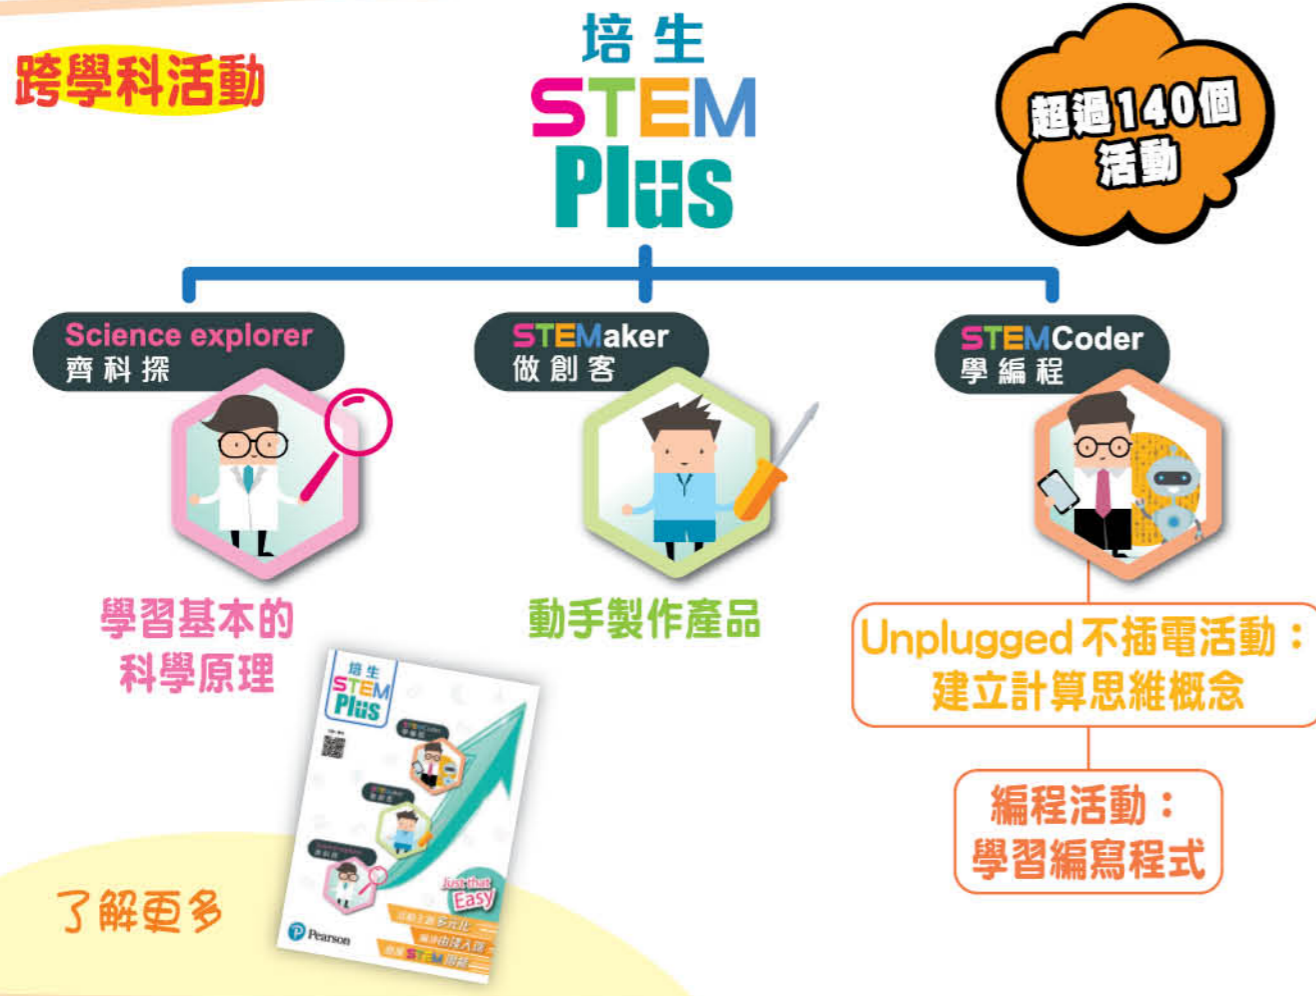 跨學科活動
培生
STEM
Plus
超過140個
活動
Science explorer
齊科探
STEMaker
做創客
STEMCoder
學編程
學習基本的
科學原理
動手製作產品
Unplugged不插電活動：
建立計算思維概念
編程活動：
學習編寫程式
了解更多
培生
STEM
Plus
STEMCoder
學編程
Just that
Easy
Pearson